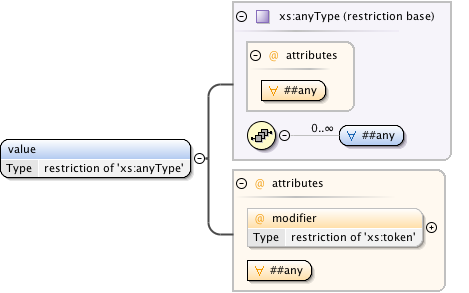 xs:anyType (restriction base)
@ attributes
∀ ##any
0..∞
∀ ##any
value
Type restriction of 'xs:anyType'
@ attributes
@ modifier
Type restriction of 'xs:token'
∀ ##any